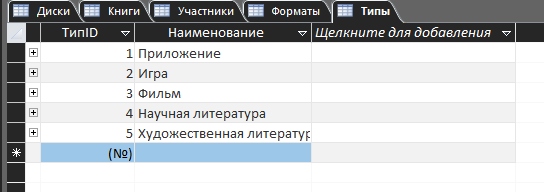 Диски Книги Участники Форматы Типы
ТипID Наименование Щелкните для добавления
1 Приложение
2 Игра
3 Фильм
4 Научная литература
5 Художественная литератур
* (№)